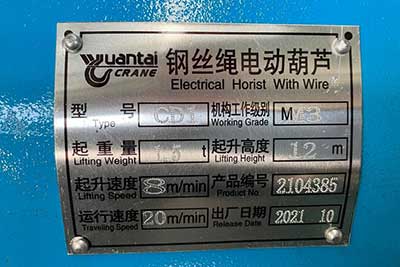 Yuantai
CRANE
钢丝绳电动葫芦
Electrical Horist With Wire
型 号 CD1 机构工作级别 M3
Type Working Grade
起重量 1.5 t 起升高度 12 m
Lifting Weight Lifting Height
起升速度 8 m/min 产品编号 2104385
Lifting Speed Product No.
运行速度 20 m/min 出厂日期 2021 10
Traveling Speed Release Date